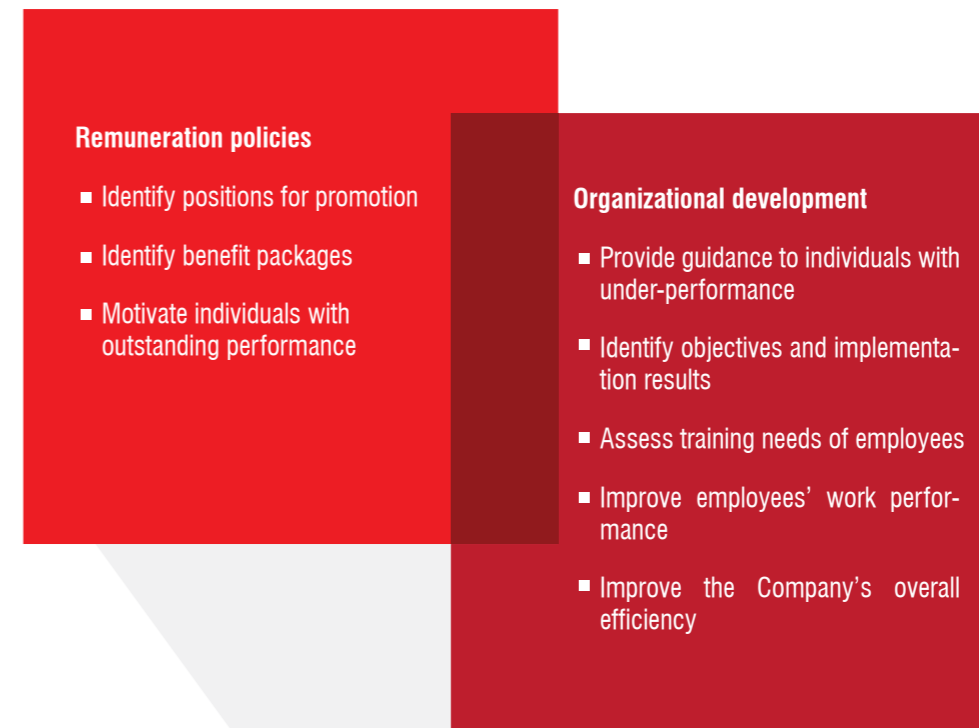 Remuneration policies
Identify positions for promotion
Identify benefit packages
Motivate individuals with
outstanding performance
Organizational development
Provide guidance to individuals with
under-performance
Identify objectives and implementa-
tion results
Assess training needs of employees
Improve employees’ work perfor-
mance
Improve the Company’s overall
efficiency